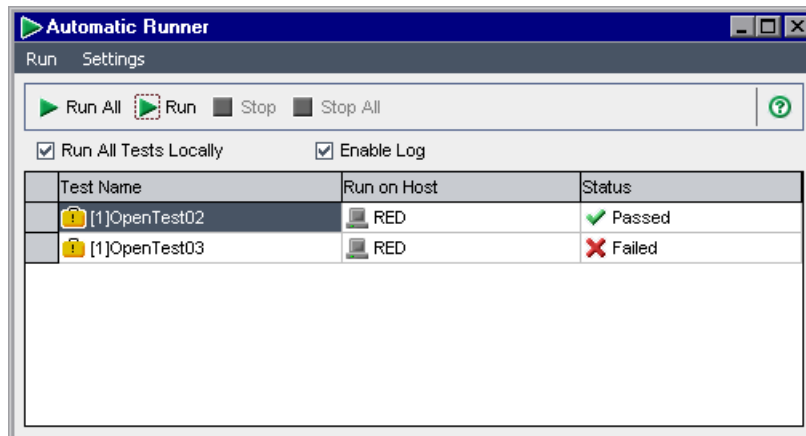 Automatic Runner
Run Settings
Run All Run Stop Stop All
Run All Tests Locally Enable Log
Test Name Run on Host Status
[1]OpenTest02 RED Passed
[1]OpenTest03 RED Failed